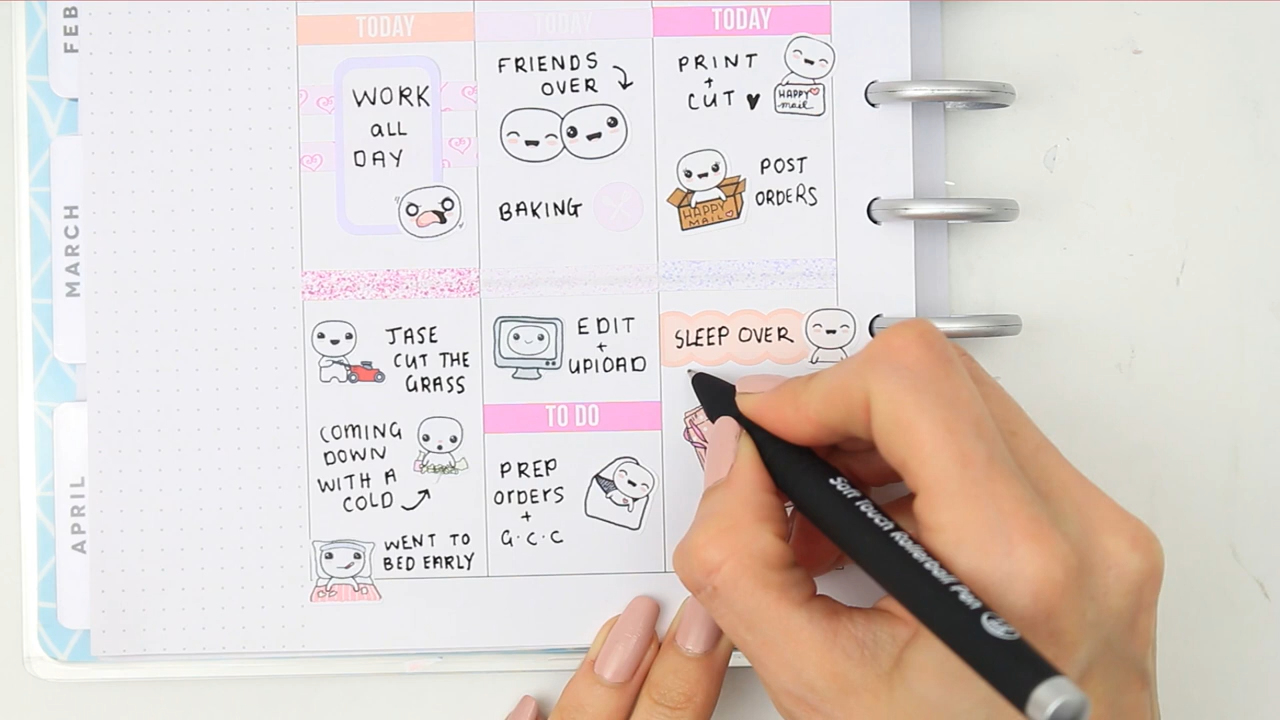 FEB
MARCH
APRIL
TODAY
WORK
aLL
DAY
JASE
CUT THE
GRASS
COMING
DOWN
WITH A
COLD
WENT TO
BED EARLY
TODAY
FRIENDS
OVER
BAKING
EDIT
+
UPLOAD
TO DO
PREP
OrDErS
+
G.C.C
TODAY
PRINT
+
CUT ♥
HAPPY
mail
POST
ORDERS
HAPPY
MAIL
SLEEP OVER
Soft Touch Rollerball Pen